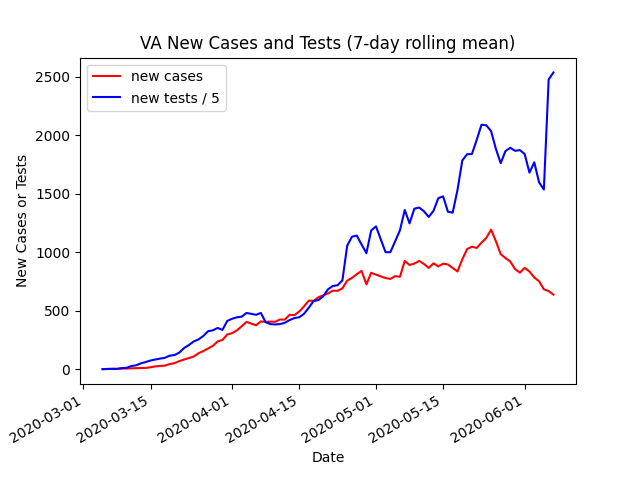 VA New Cases and Tests (7-day rolling mean)
new cases
new tests / 5
New Cases or Tests
2500
2000
1500
1000
500
0
2020-03-01
2020-03-15
2020-04-01
2020-04-15
2020-05-01
2020-05-15
2020-06-01
Date